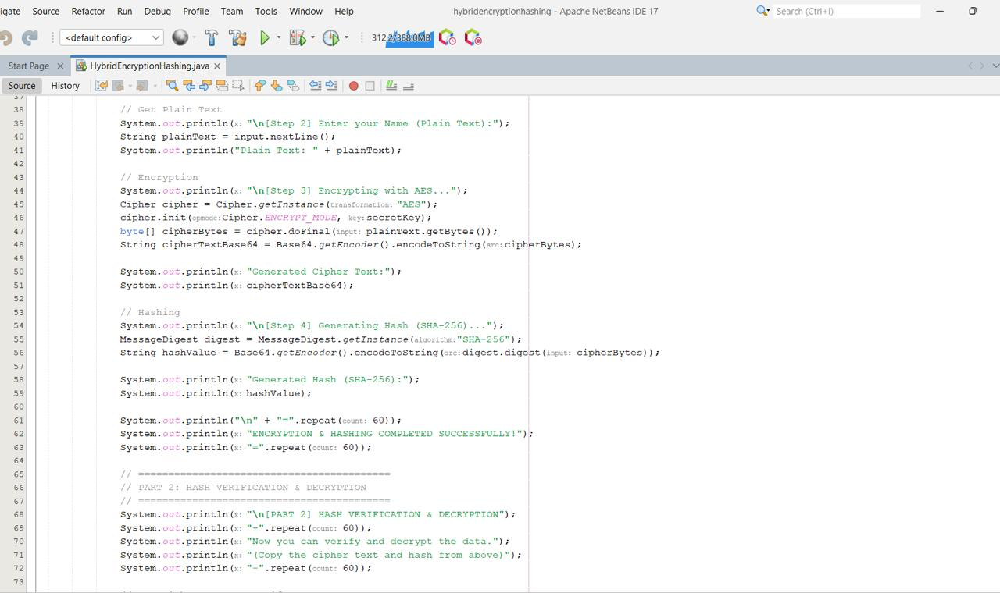 igate Source Refactor Run Debug Profile Team Tools Window Help hybridencryptionhashing - Apache NetBeans IDE 17 Search (Ctrl+I)
<default config> 312.2/388.0MB
Start Page HybridEncryptionHashing.java
Source History
37
38 // Get Plain Text
39 System.out.println(x: "\n[Step 2] Enter your Name (Plain Text):");
40 String plainText = input.nextLine();
41 System.out.println("Plain Text: " + plainText);
42
43 // Encryption
44 System.out.println(x: "\n[Step 3] Encrypting with AES...");
45 Cipher cipher = Cipher.getInstance(transformation: "AES");
46 cipher.init(opmode: Cipher.ENCRYPT_MODE, key: secretKey);
47 byte[] cipherBytes = cipher.doFinal(input: plainText.getBytes());
48 String cipherTextBase64 = Base64.getEncoder().encodeToString(src: cipherBytes);
49
50 System.out.println(x: "Generated Cipher Text:");
51 System.out.println(x: cipherTextBase64);
52
53 // Hashing
54 System.out.println(x: "\n[Step 4] Generating Hash (SHA-256)...");
55 MessageDigest digest = MessageDigest.getInstance(algorithm: "SHA-256");
56 String hashValue = Base64.getEncoder().encodeToString(src: digest.digest(input: cipherBytes));
57
58 System.out.println(x: "Generated Hash (SHA-256):");
59 System.out.println(x: hashValue);
60
61 System.out.println("\n" + "=".repeat(count: 60));
62 System.out.println(x: "ENCRYPTION & HASHING COMPLETED SUCCESSFULLY!");
63 System.out.println(x: "=".repeat(count: 60));
64
65 // ==========================================
66 // PART 2: HASH VERIFICATION & DECRYPTION
67 // ==========================================
68 System.out.println(x: "\n[PART 2] HASH VERIFICATION & DECRYPTION");
69 System.out.println(x: "-".repeat(count: 60));
70 System.out.println(x: "Now you can verify and decrypt the data.");
71 System.out.println(x: "(Copy the cipher text and hash from above)");
72 System.out.println(x: "-".repeat(count: 60));
73